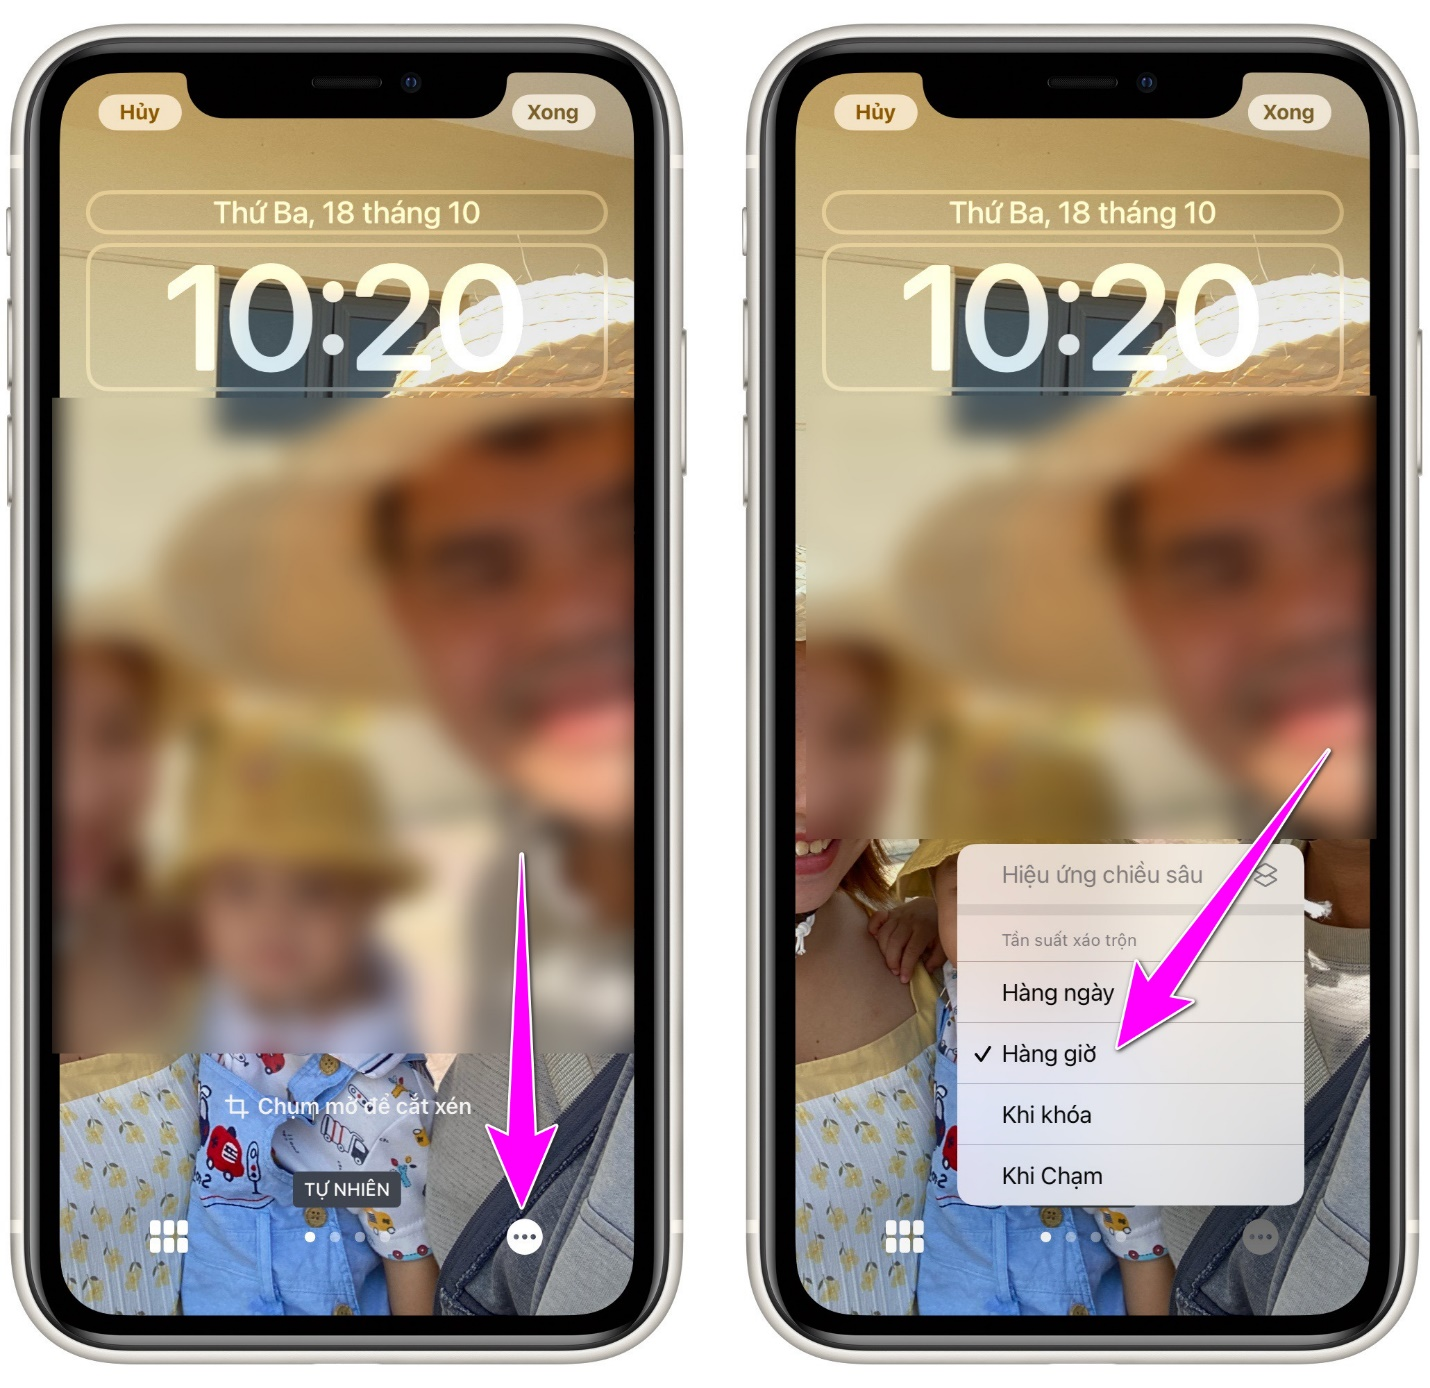 Hủy
Xong
Thứ Ba, 18 tháng 10
10:20
Chụm mở để cắt xén
TỰ NHIÊN
Hủy
Xong
Thứ Ba, 18 tháng 10
10:20
Hiệu ứng chiều sâu
Tần suất xáo trộn
Hàng ngày
Hàng giờ
Khi khóa
Khi Chạm